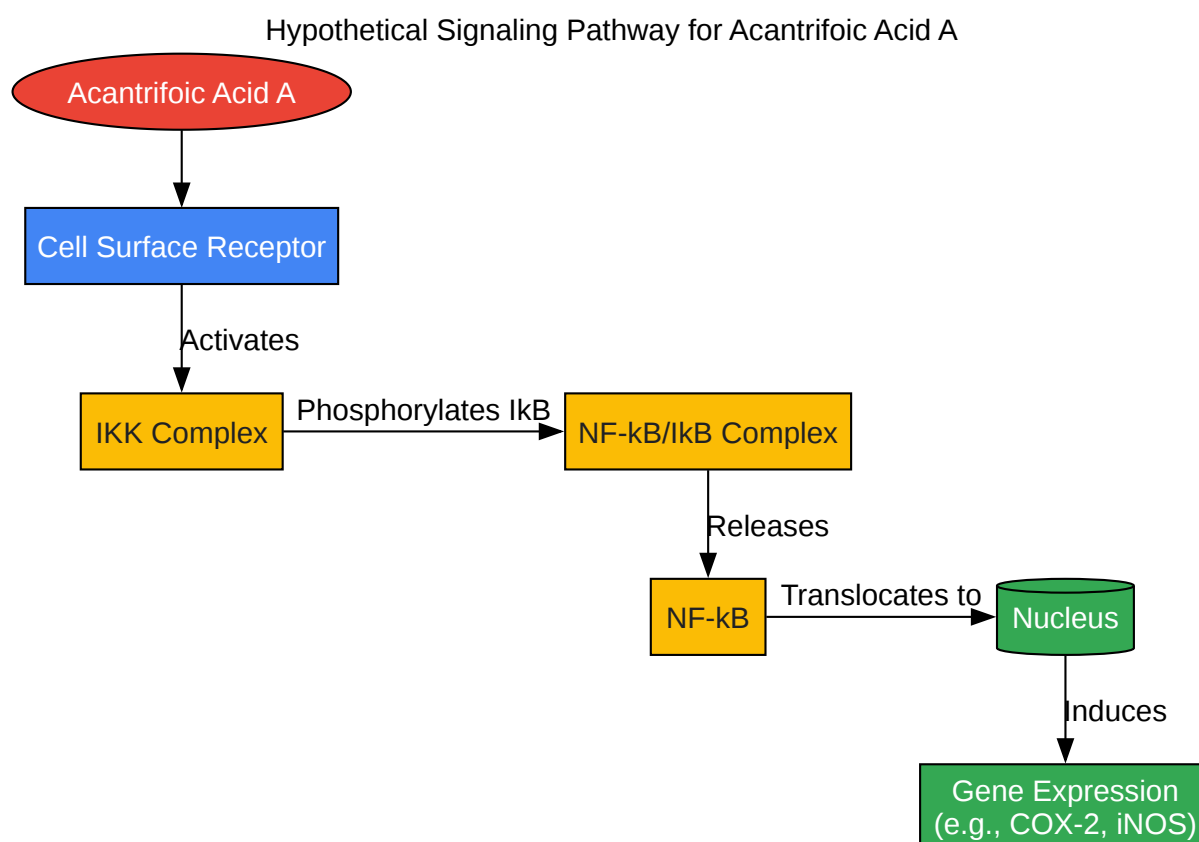 Hypothetical Signaling Pathway for Acantrifoic Acid A
Acantrifoic Acid A
Cell Surface Receptor
Activates
IKK Complex
Phosphorylates IkB
NF-kB/IkB Complex
Releases
NF-kB
Translocates to
Nucleus
Induces
Gene Expression
(e.g., COX-2, iNOS)